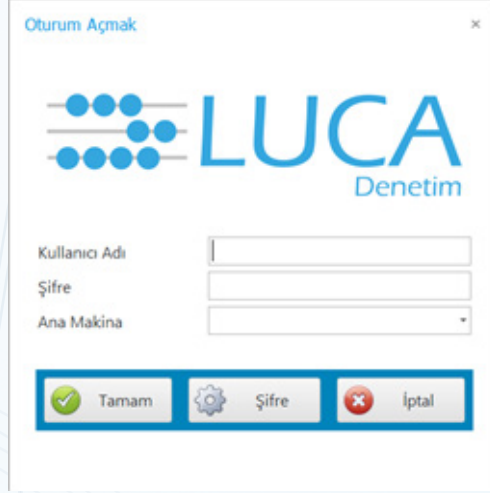 Oturum Açmak
LUCA
Denetim
Kullanıcı Adı
Şifre
Ana Makina
Tamam
Şifre
İptal